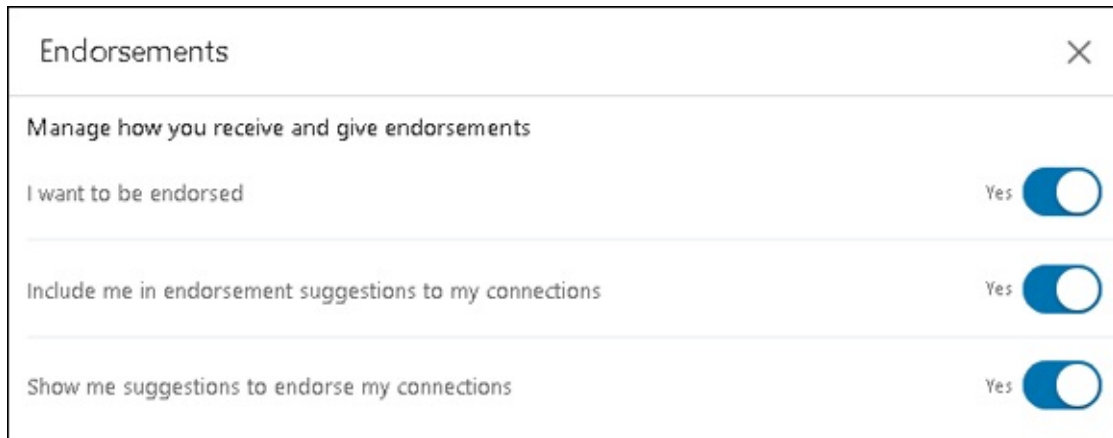 Endorsements
Manage how you receive and give endorsements
I want to be endorsed Yes
Include me in endorsement suggestions to my connections Yes
Show me suggestions to endorse my connections Yes